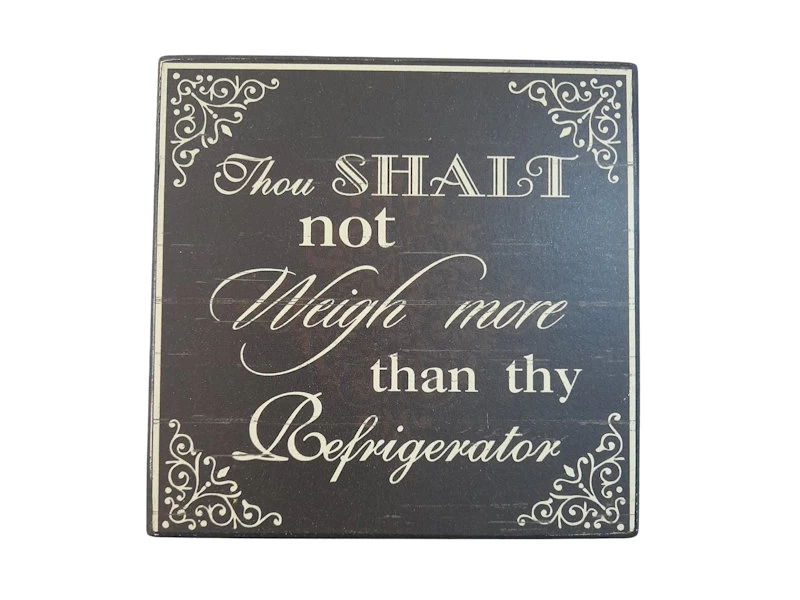 Thou SHALT
not
Weigh more
than thy
Refrigerator